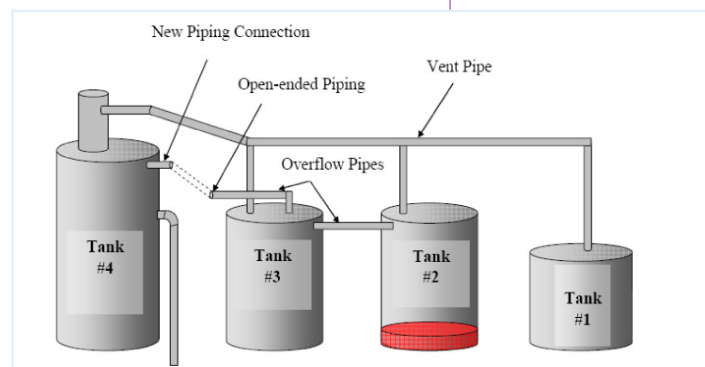 New Piping Connection
Open-ended Piping
Vent Pipe
Overflow Pipes
Tank
#4
Tank
#3
Tank
#2
Tank
#1